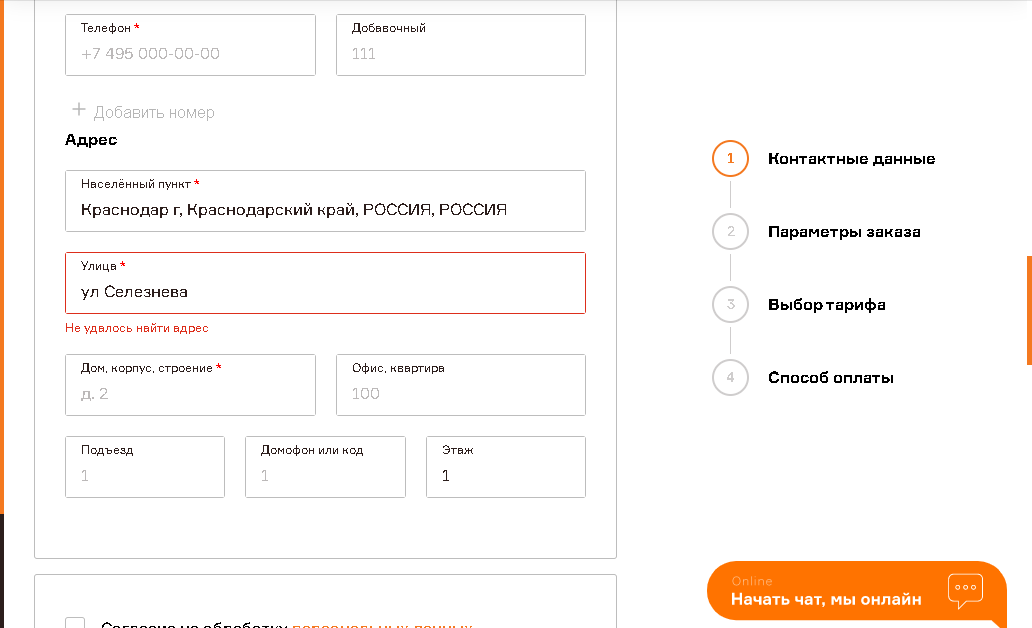 Телефон *
+7 495 000-00-00
Добавочный
111
+ Добавить номер
Адрес
Населённый пункт *
Краснодар г, Краснодарский край, РОССИЯ, РОССИЯ
Улица *
ул Селезнева
Не удалось найти адрес
Дом, корпус, строение *
д. 2
Офис, квартира
100
Подъезд
1
Домофон или код
1
Этаж
1
Согласие на обработку персональных данных
1 Контактные данные
2 Параметры заказа
3 Выбор тарифа
4 Способ оплаты
Online
Начать чат, мы онлайн